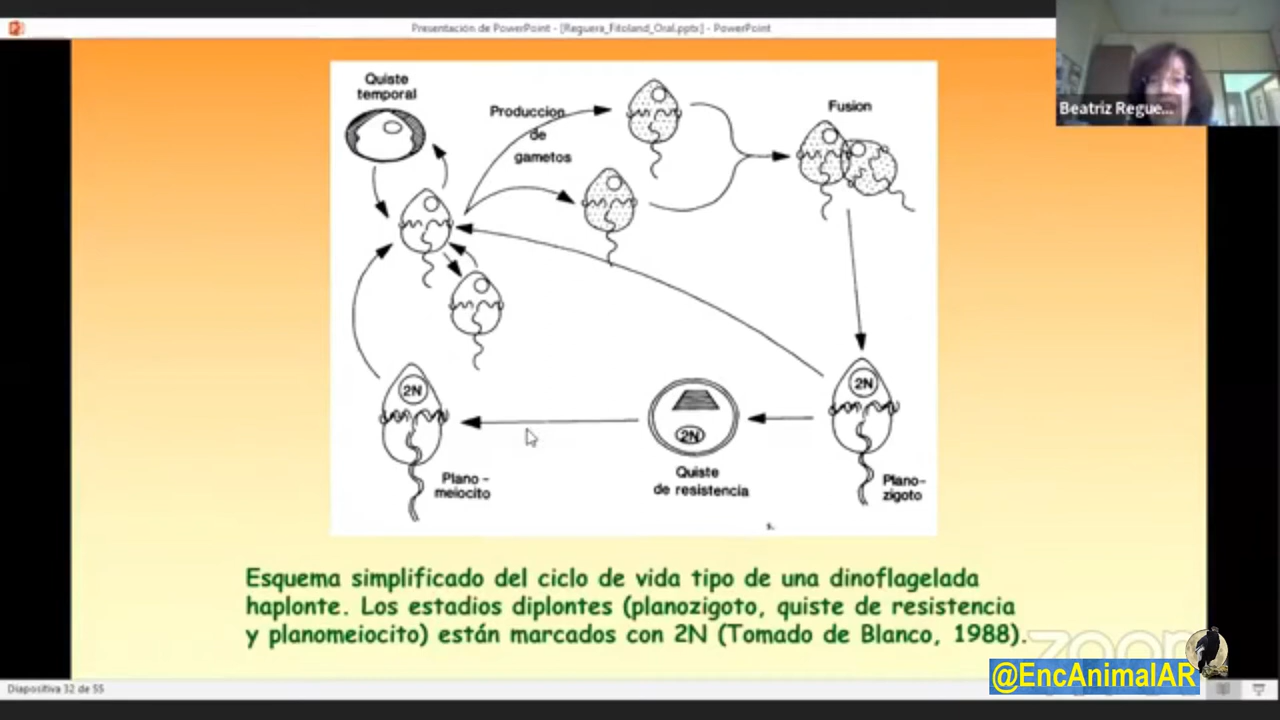 Presentación de PowerPoint - [Reguera_Fitoland_Oral.pptx] - PowerPoint
Beatriz Regue...
Quiste
temporal
Produccion
de
gametos
Fusion
2N
Plano -
meiocito
2N
Quiste
de resistencia
2N
Plano-
zigoto
Esquema simplificado del ciclo de vida tipo de una dinoflagelada
haplonte. Los estadios diplontes (planozigoto, quiste de resistencia
y planomeiocito) están marcados con 2N (Tomado de Blanco, 1988).
zoom
@EncAnimalAR
Diapositiva 32 de 55